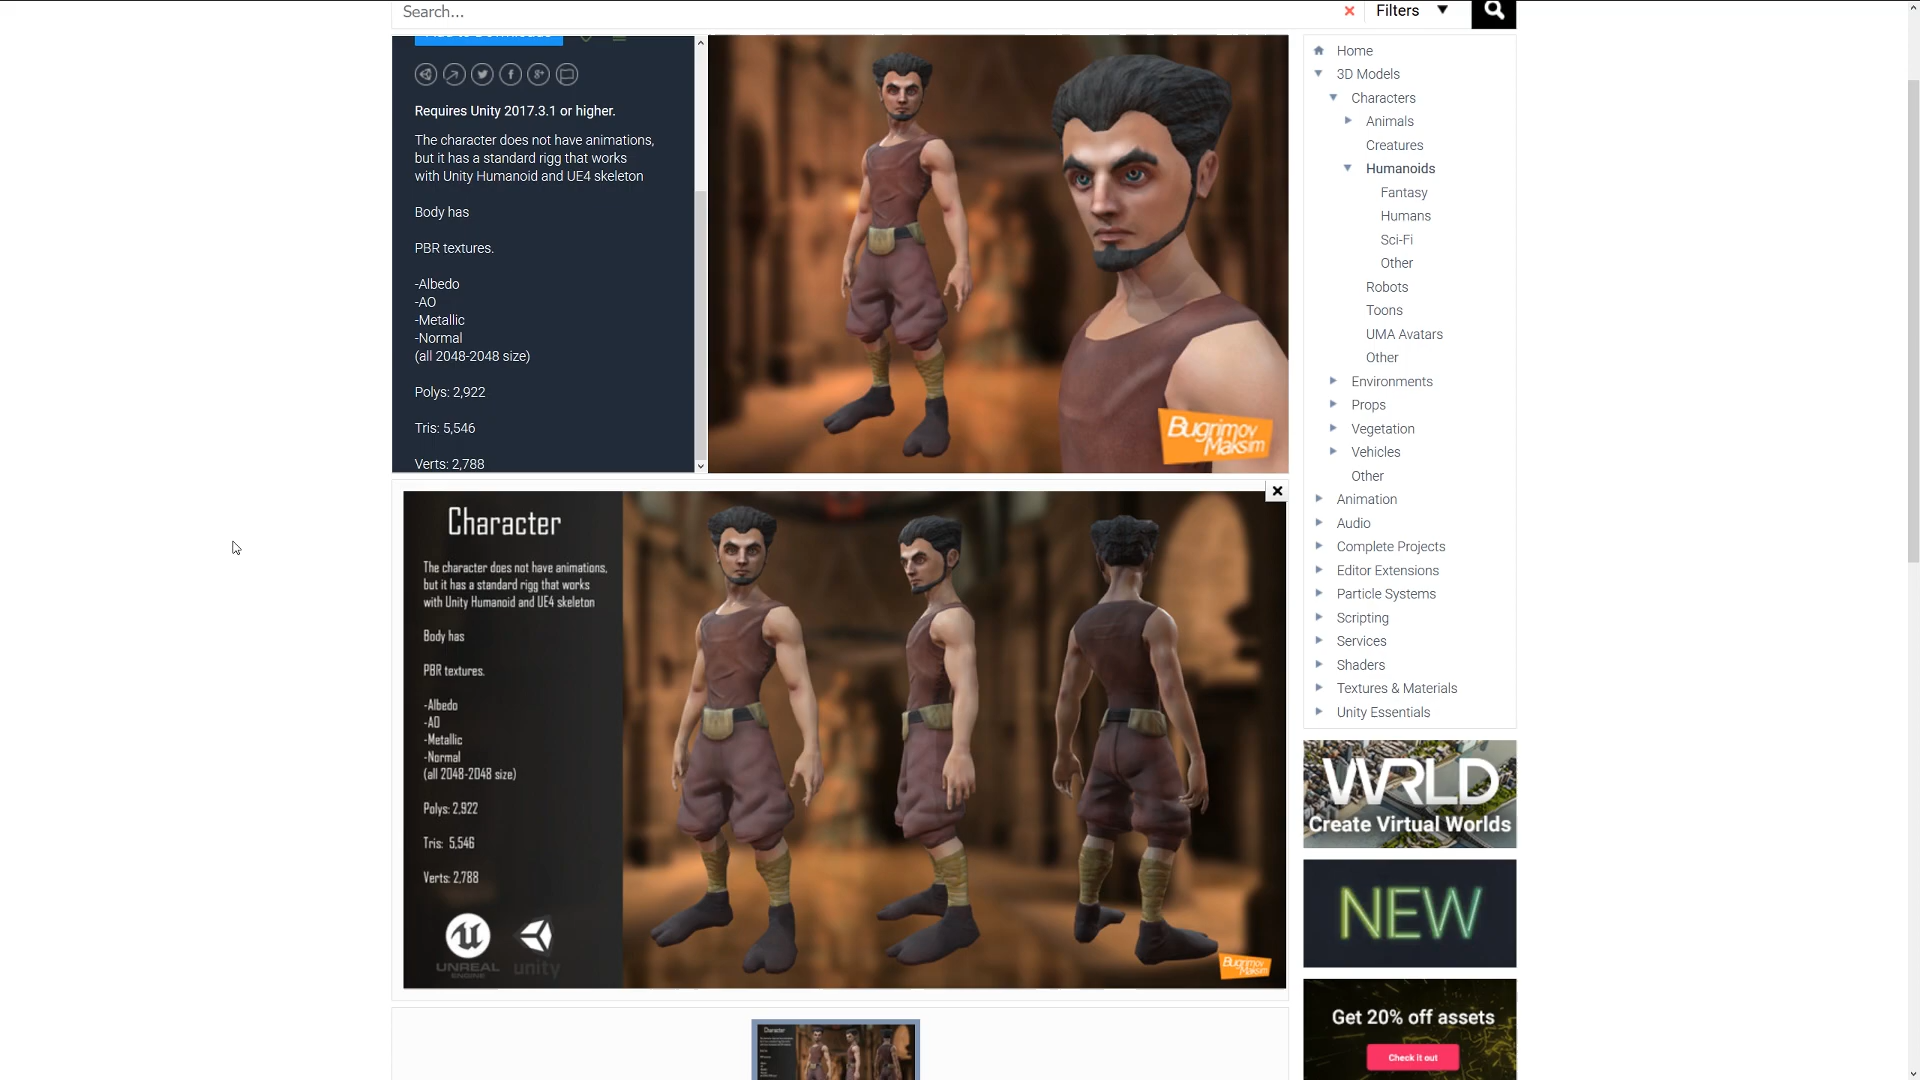 Search...
Filters
Requires Unity 2017.3.1 or higher.
The character does not have animations,
but it has a standard rigg that works
with Unity Humanoid and UE4 skeleton
Body has
PBR textures.
-Albedo
-AO
-Metallic
-Normal
(all 2048-2048 size)
Polys: 2,922
Tris: 5,546
Verts: 2,788
Bugrimov
Maksim
Character
The character does not have animations,
but it has a standard rigg that works
with Unity Humanoid and UE4 skeleton
Body has
PBR textures.
-Albedo
-AO
-Metallic
-Normal
(all 2048-2048 size)
Polys: 2,922
Tris: 5,546
Verts: 2,788
UNREAL
ENGINE
unity
Bugrimov
Maksim
Character
Home
3D Models
Characters
Animals
Creatures
Humanoids
Fantasy
Humans
Sci-Fi
Other
Robots
Toons
UMA Avatars
Other
Environments
Props
Vegetation
Vehicles
Other
Animation
Audio
Complete Projects
Editor Extensions
Particle Systems
Scripting
Services
Shaders
Textures & Materials
Unity Essentials
WRLD
Create Virtual Worlds
NEW
Get 20% off assets
Check it out